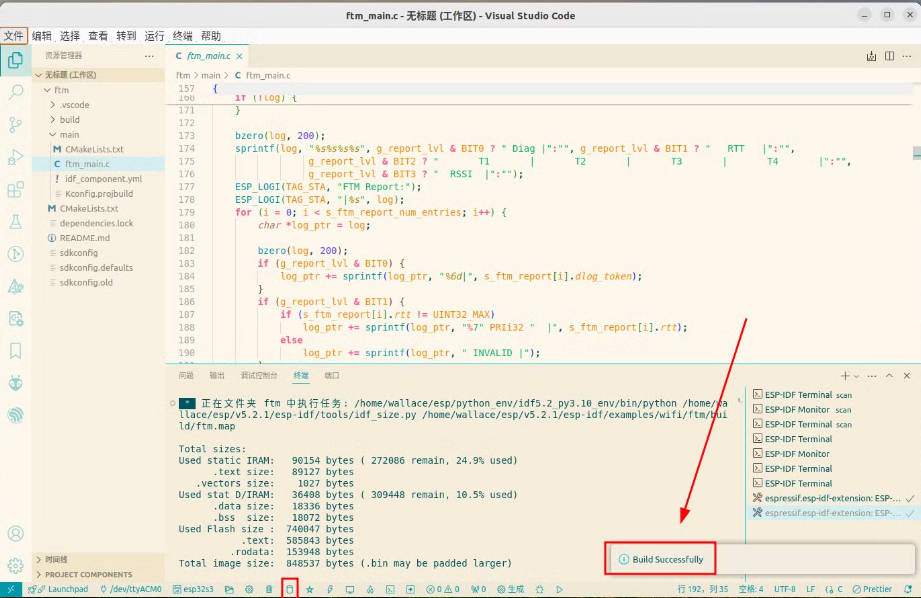 ftm_main.c - 无标题 (工作区) - Visual Studio Code
文件 编辑 选择 查看 转到 运行 终端 帮助
资源管理器
无标题 (工作区)
ftm
.vscode
build
main
M CMakeLists.txt
C ftm_main.c
! idf_component.yml
Kconfig.projbuild
M CMakeLists.txt
dependencies.lock
README.md
sdkconfig
sdkconfig.defaults
sdkconfig.old
时间线
PROJECT COMPONENTS
C ftm_main.c ×
ftm > main > C ftm_main.c
157 {
160 if (!log) {
171 }
172
173 bzero(log, 200);
174 sprintf(log, "%s%s%s%s", g_report_lvl & BIT0 ? " Diag |":"", g_report_lvl & BIT1 ? "   RTT   |":"",
175 g_report_lvl & BIT2 ? "       T1       |       T2       |       T3       |       T4       |":"",
176 g_report_lvl & BIT3 ? "  RSSI  |":"");
177 ESP_LOGI(TAG_STA, "FTM Report:");
178 ESP_LOGI(TAG_STA, "|%s", log);
179 for (i = 0; i < s_ftm_report_num_entries; i++) {
180 char *log_ptr = log;
181
182 bzero(log, 200);
183 if (g_report_lvl & BIT0) {
184 log_ptr += sprintf(log_ptr, "%6d|", s_ftm_report[i].dlog_token);
185 }
186 if (g_report_lvl & BIT1) {
187 if (s_ftm_report[i].rtt != UINT32_MAX)
188 log_ptr += sprintf(log_ptr, "%7" PRIi32 "  |", s_ftm_report[i].rtt);
189 else
190 log_ptr += sprintf(log_ptr, " INVALID |");
问题 输出 调试控制台 终端 端口
* 正在文件夹 ftm 中执行任务: /home/wallace/esp/python_env/idf5.2_py3.10_env/bin/python /home/wa
llace/esp/v5.2.1/esp-idf/tools/idf_size.py /home/wallace/esp/v5.2.1/esp-idf/examples/wifi/ftm/bui
ld/ftm.map
Total sizes:
Used static IRAM:   90154 bytes ( 272086 remain, 24.9% used)
.text size:   89127 bytes
.vectors size:    1027 bytes
Used stat D/IRAM:   36408 bytes ( 309448 remain, 10.5% used)
.data size:   18336 bytes
.bss  size:   18072 bytes
Used Flash size :  740047 bytes
.text:  585843 bytes
.rodata:  153948 bytes
Total image size:  848537 bytes (.bin may be padded larger)
ESP-IDF Terminal scan
ESP-IDF Monitor scan
ESP-IDF Terminal scan
ESP-IDF Terminal
ESP-IDF Monitor
ESP-IDF Terminal
ESP-IDF Terminal
espressif.esp-idf-extension: ESP-...
espressif.esp-idf-extension: ESP-...
Build Successfully
Launchpad /dev/ttyACM0 esp32s3 0 0 0 生成 行 192，列 35 空格: 4 UTF-8 LF {} C Prettier